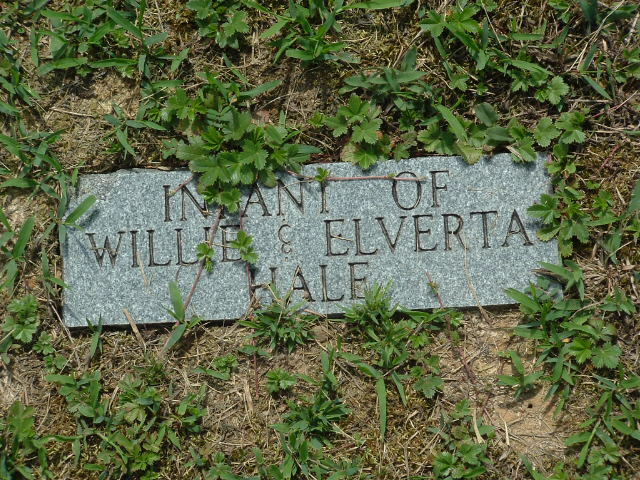 INFANT OF
WILLIE & ELVERTA
HALE